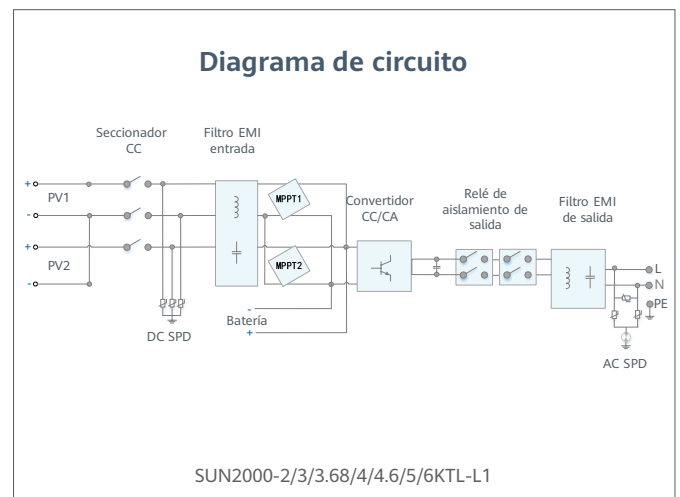 Diagrama de circuito
Seccionador
CC
Filtro EMI
entrada
Convertidor
CC/CA
Relé de
aislamiento de
salida
Filtro EMI
de salida
+
PV1
-
+
PV2
-
MPPT1
MPPT2
-
Batería
+
DC SPD
L
N
PE
AC SPD
SUN2000-2/3/3.68/4/4.6/5/6KTL-L1